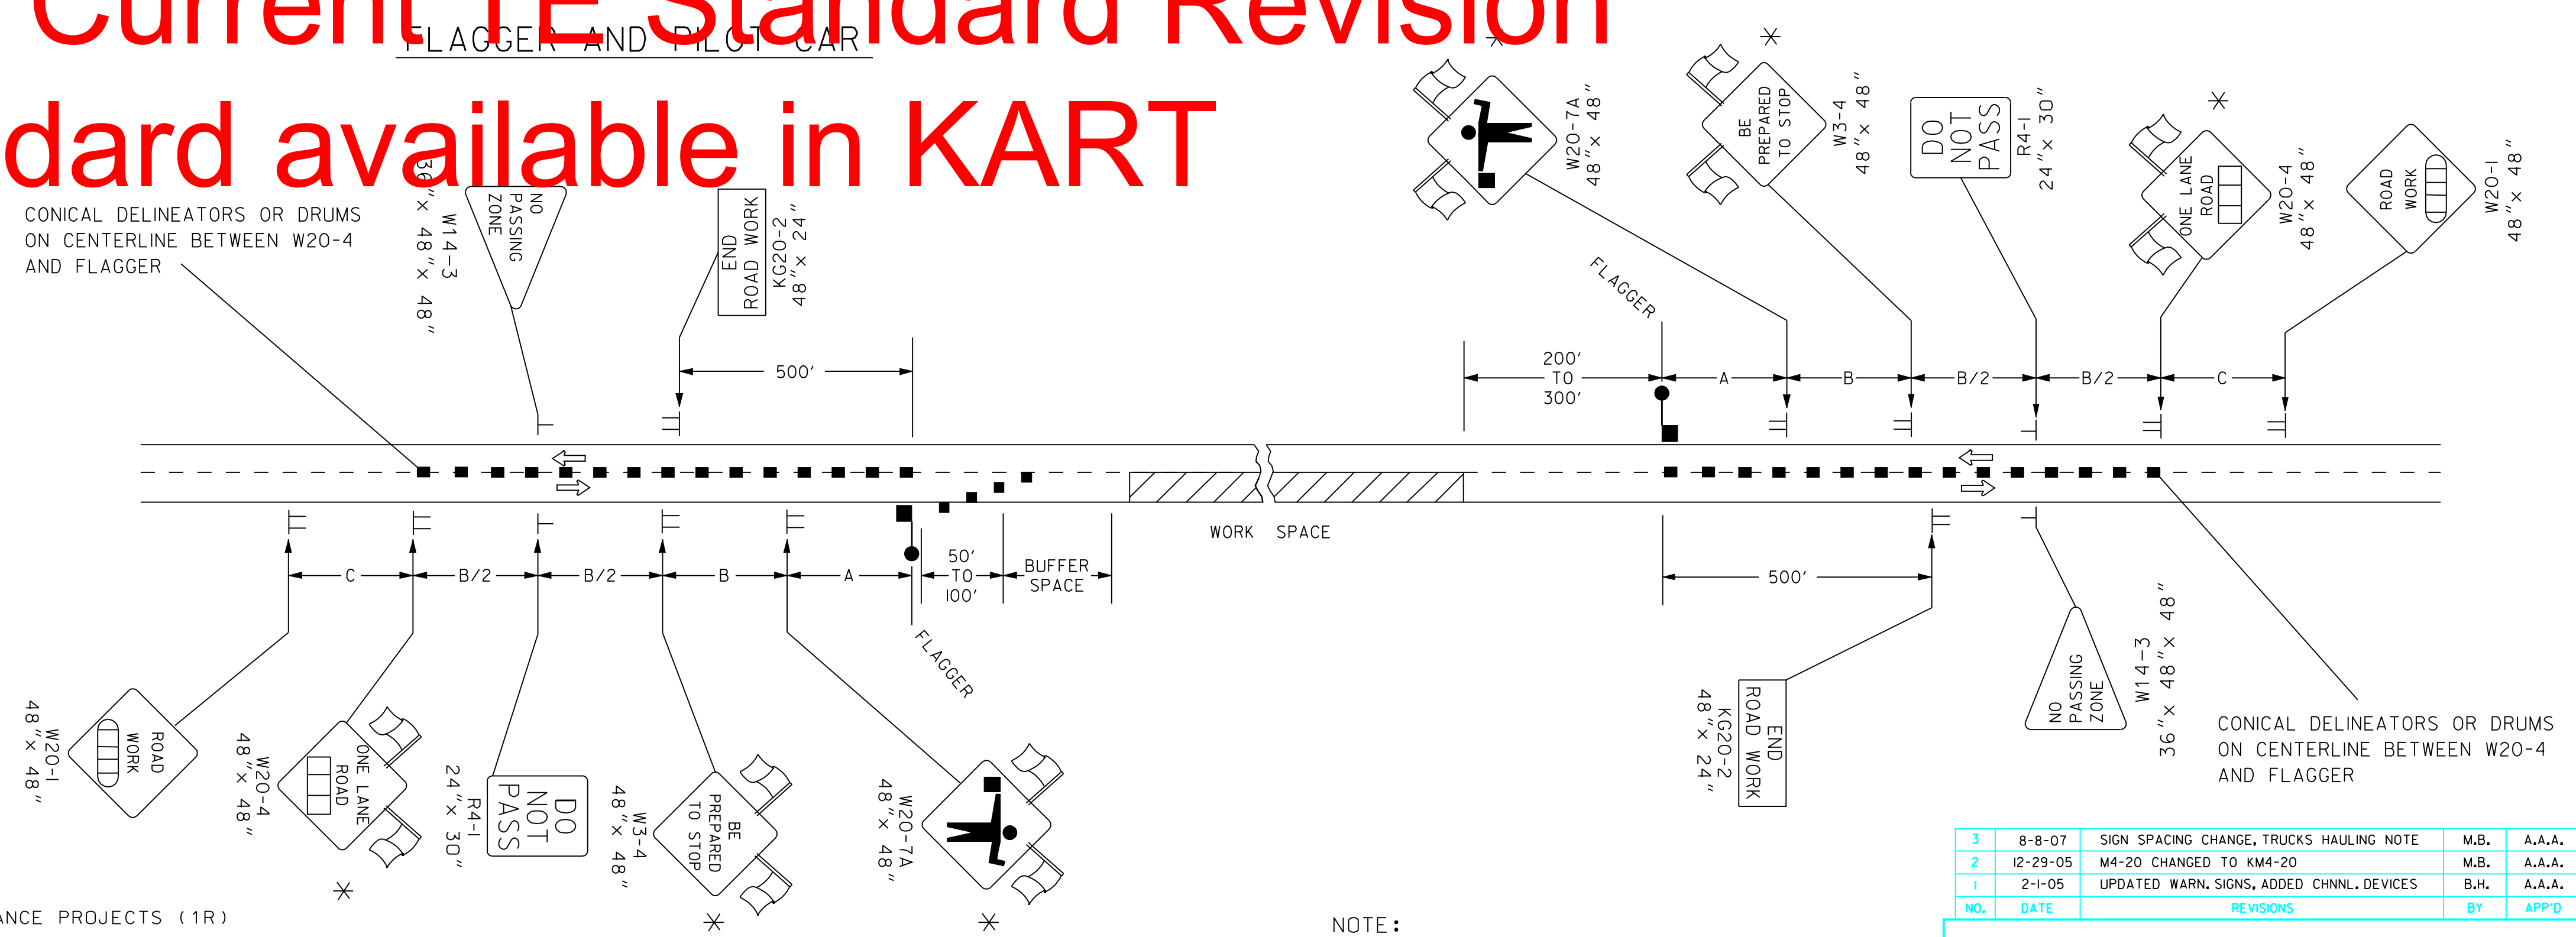 Current TE Standard Revision
FLAGGER AND PILOT CAR
dard available in KART
CONICAL DELINEATORS OR DRUMS
ON CENTERLINE BETWEEN W20-4
AND FLAGGER
NO
PASSING
ZONE
W14-3
36"x 48"x 48"
END
ROAD WORK
KG20-2
48"x 24"
500'
FLAGGER
W20-7A
48"x 48"
*
BE
PREPARED
TO STOP
W3-4
48"x 48"
*
DO
NOT
PASS
R4-1
24"x 30"
ONE LANE
ROAD
W20-4
48"x 48"
*
ROAD
WORK
W20-1
48"x 48"
200'
TO
300'
A
B
B/2
B/2
C
WORK SPACE
C
B/2
B/2
B
A
50'
TO
100'
BUFFER
SPACE
FLAGGER
500'
ROAD
WORK
W20-1
48"x 48"
ONE LANE
ROAD
W20-4
48"x 48"
*
DO
NOT
PASS
R4-1
24"x 30"
BE
PREPARED
TO STOP
W3-4
48"x 48"
*
W20-7A
48"x 48"
*
END
ROAD WORK
KG20-2
48"x 24"
NO
PASSING
ZONE
W14-3
36"x 48"x 48"
CONICAL DELINEATORS OR DRUMS
ON CENTERLINE BETWEEN W20-4
AND FLAGGER
3 8-8-07 SIGN SPACING CHANGE, TRUCKS HAULING NOTE M.B. A.A.A.
2 12-29-05 M4-20 CHANGED TO KM4-20 M.B. A.A.A.
1 2-1-05 UPDATED WARN. SIGNS, ADDED CHNNL. DEVICES B.H. A.A.A.
NO. DATE REVISIONS BY APP'D
ANCE PROJECTS (1R)
NOTE: